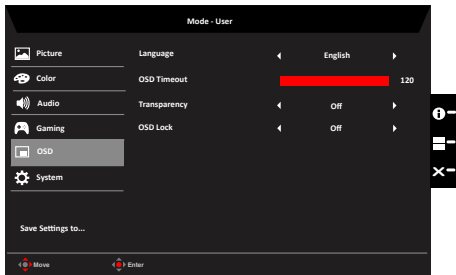 Mode - User
Picture
Language English
Color
OSD Timeout 120
Audio
Transparency Off
Gaming
OSD Lock Off
OSD
System
Save Settings to...
Move Enter